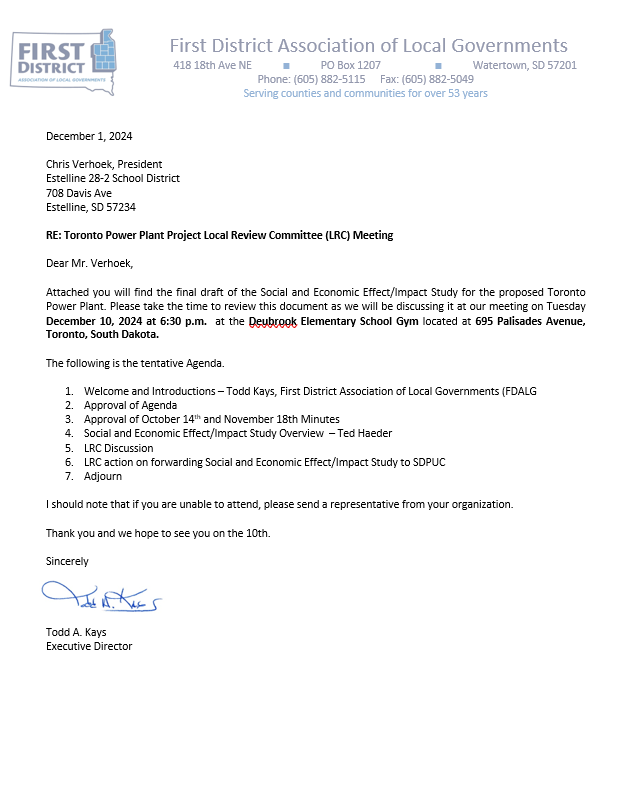 FIRST
DISTRICT
ASSOCIATION OF LOCAL GOVERNMENTS
First District Association of Local Governments
418 18th Ave NE ■ PO Box 1207 ■ Watertown, SD 57201
Phone: (605) 882-5115 Fax: (605) 882-5049
Serving counties and communities for over 53 years
December 1, 2024
Chris Verhoek, President
Estelline 28-2 School District
708 Davis Ave
Estelline, SD 57234
RE: Toronto Power Plant Project Local Review Committee (LRC) Meeting
Dear Mr. Verhoek,
Attached you will find the final draft of the Social and Economic Effect/Impact Study for the proposed Toronto
Power Plant. Please take the time to review this document as we will be discussing it at our meeting on Tuesday
December 10, 2024 at 6:30 p.m. at the Deubrook Elementary School Gym located at 695 Palisades Avenue,
Toronto, South Dakota.
The following is the tentative Agenda.
1. Welcome and Introductions – Todd Kays, First District Association of Local Governments (FDALG
2. Approval of Agenda
3. Approval of October 14th and November 18th Minutes
4. Social and Economic Effect/Impact Study Overview – Ted Haeder
5. LRC Discussion
6. LRC action on forwarding Social and Economic Effect/Impact Study to SDPUC
7. Adjourn
I should note that if you are unable to attend, please send a representative from your organization.
Thank you and we hope to see you on the 10th.
Sincerely
Todd A. Kays
Todd A. Kays
Executive Director